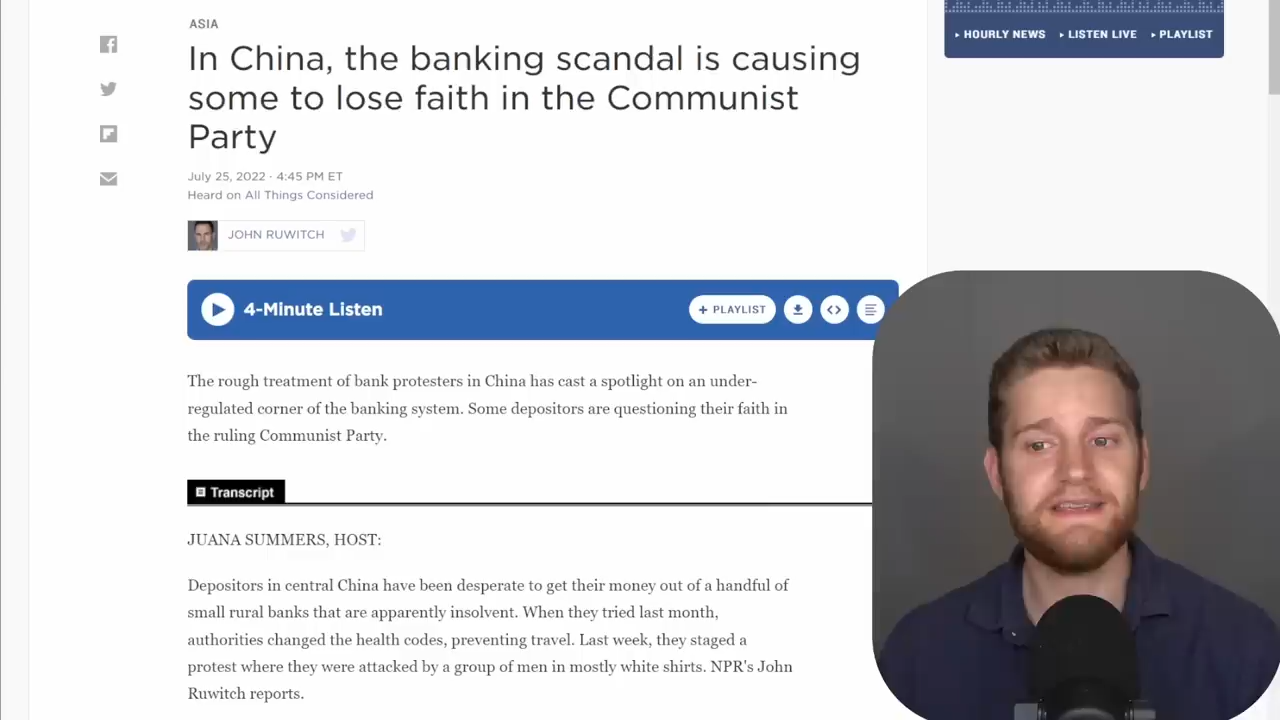 ASIA
In China, the banking scandal is causing
some to lose faith in the Communist
Party
July 25, 2022 · 4:45 PM ET
Heard on All Things Considered
JOHN RUWITCH
4-Minute Listen
+ PLAYLIST
The rough treatment of bank protesters in China has cast a spotlight on an under-
regulated corner of the banking system. Some depositors are questioning their faith in
the ruling Communist Party.
Transcript
JUANA SUMMERS, HOST:
Depositors in central China have been desperate to get their money out of a handful of
small rural banks that are apparently insolvent. When they tried last month,
authorities changed the health codes, preventing travel. Last week, they staged a
protest where they were attacked by a group of men in mostly white shirts. NPR's John
Ruwitch reports.
HOURLY NEWS
LISTEN LIVE
PLAYLIST